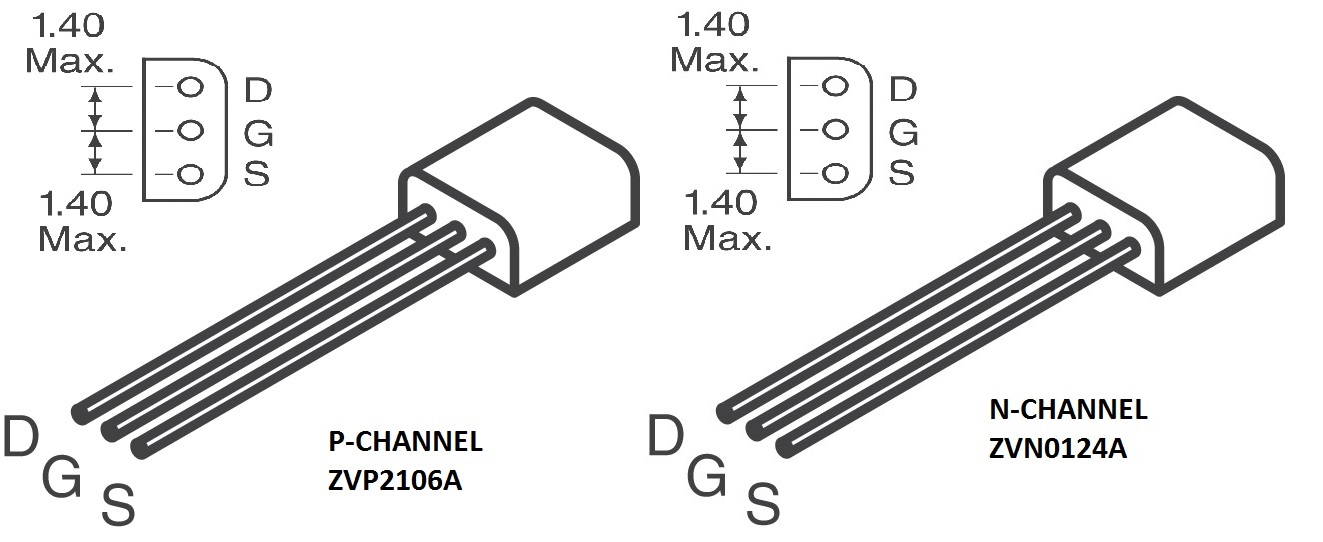 1.40
Max.
D
G
S
1.40
Max.
D
G
S
P-CHANNEL
ZVP2106A
1.40
Max.
D
G
S
1.40
Max.
D
G
S
N-CHANNEL
ZVN0124A